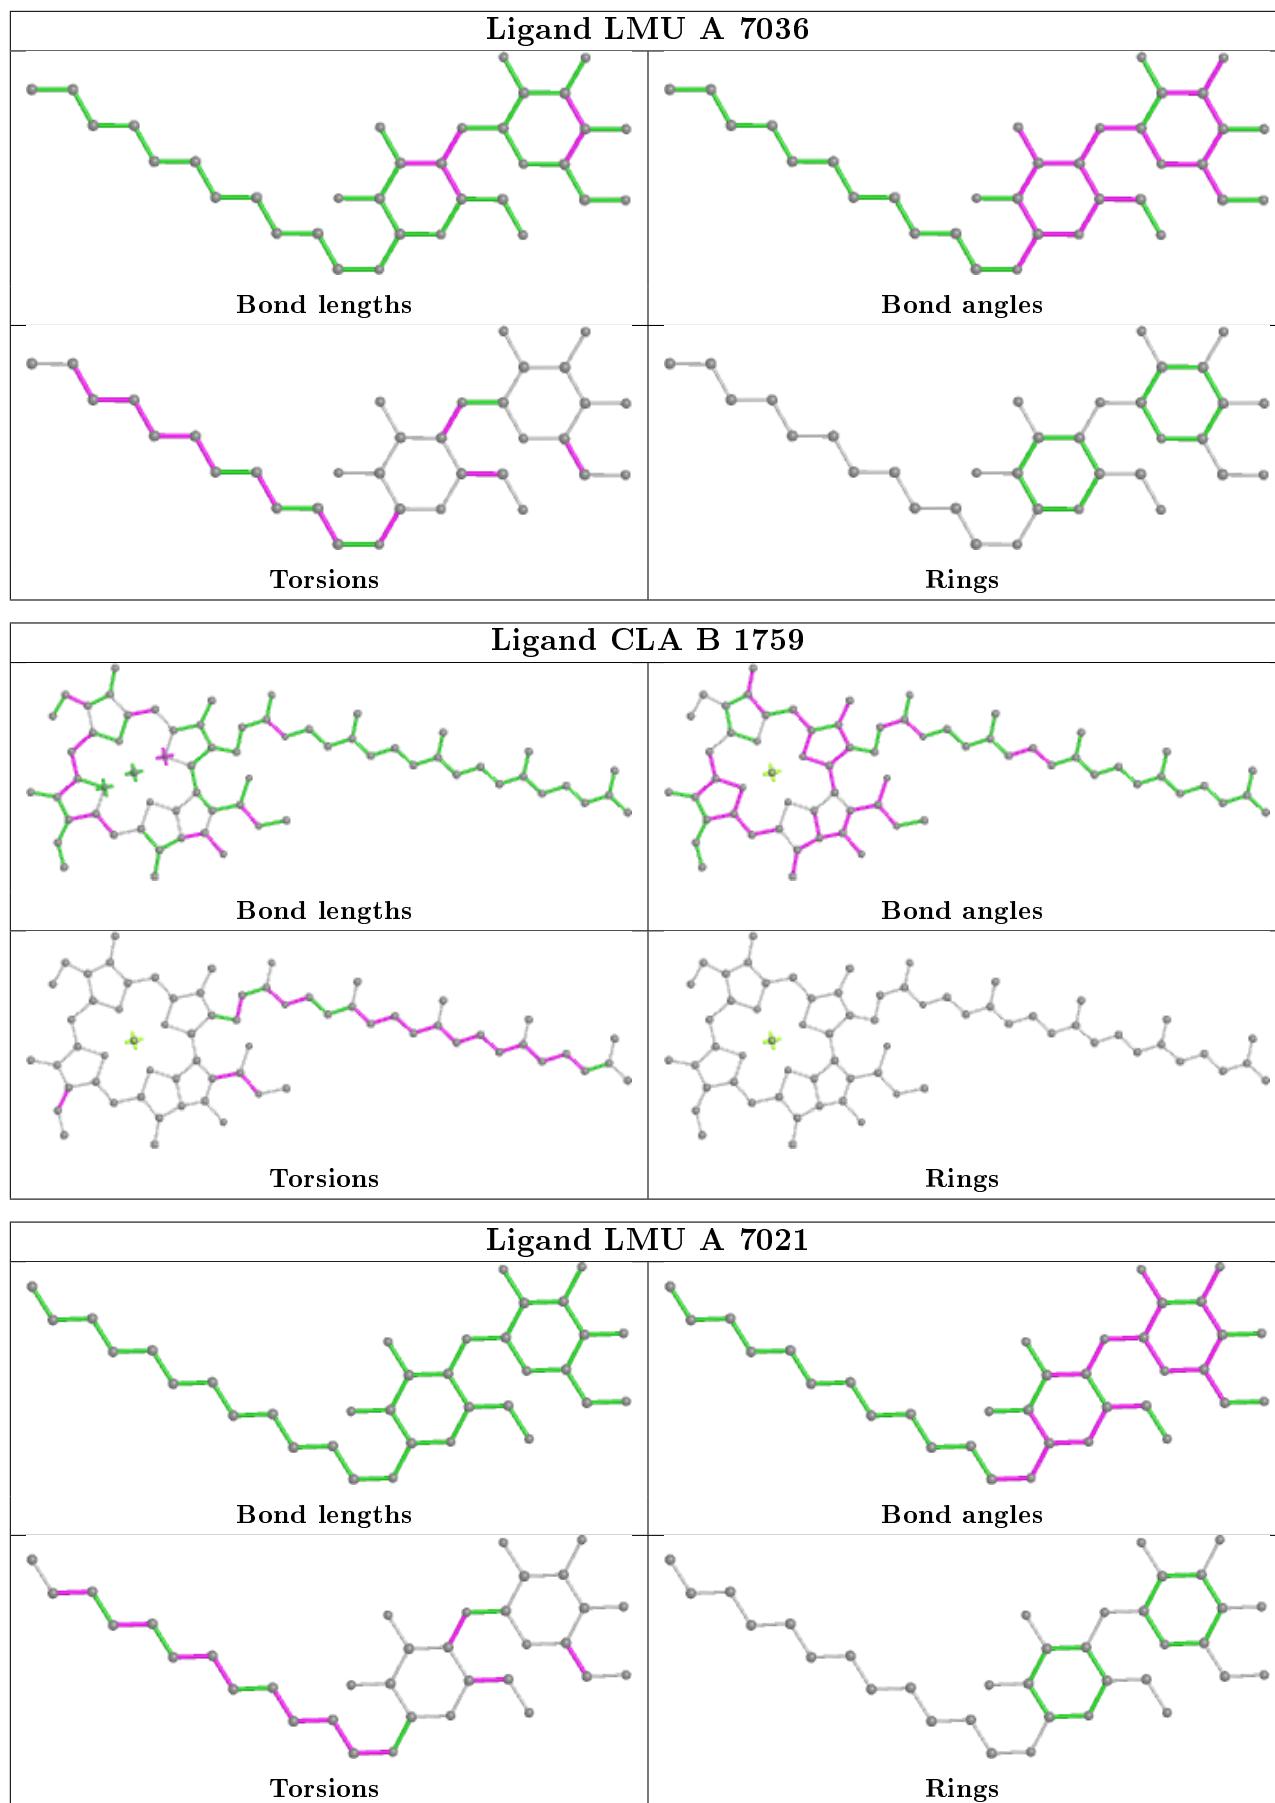 Ligand LMU A 7036
Bond lengths
Bond angles
Torsions
Rings
Ligand CLA B 1759
Bond lengths
Bond angles
Torsions
Rings
Ligand LMU A 7021
Bond lengths
Bond angles
Torsions
Rings